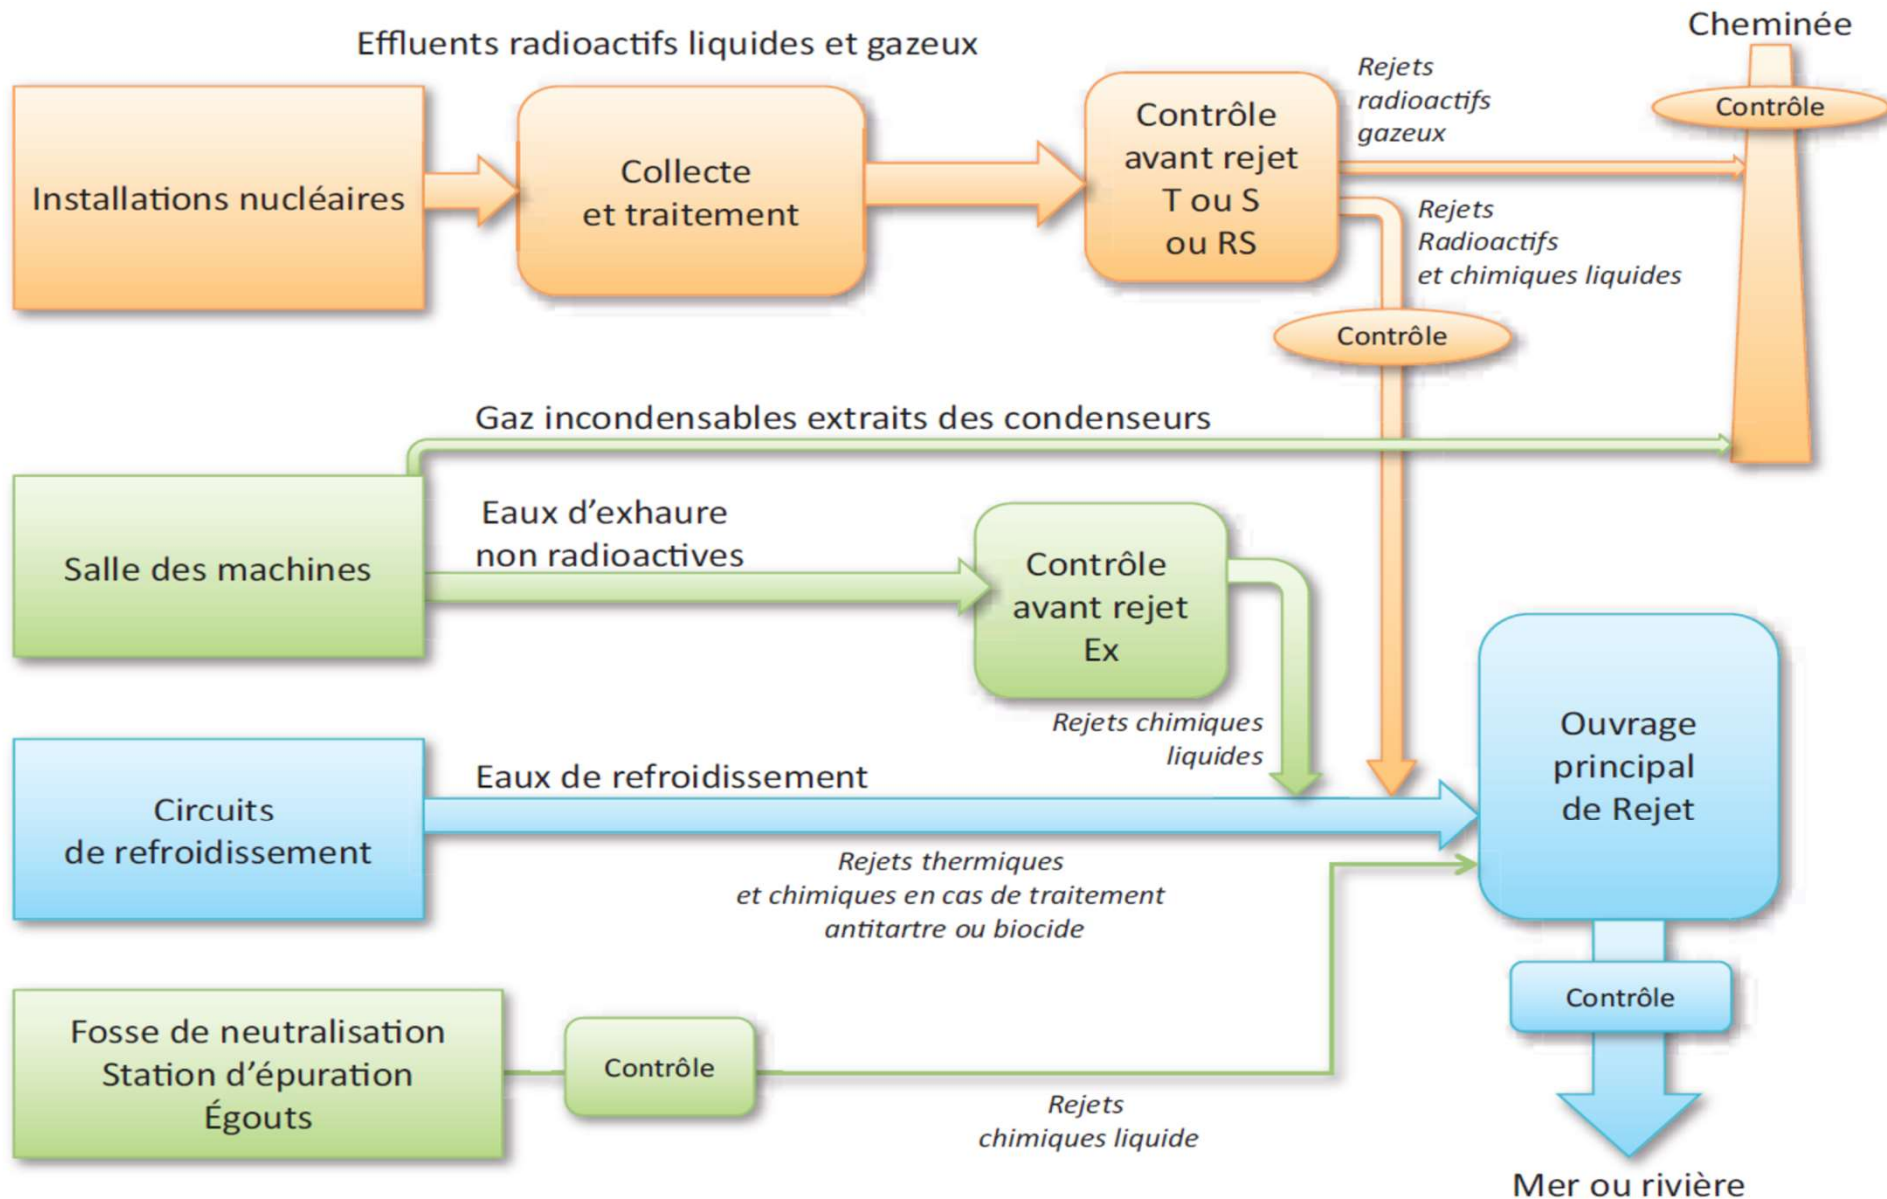 Cheminée
Effluents radioactifs liquides et gazeux
Installations nucléaires
Collecte
et traitement
Contrôle
avant rejet
T ou S
ou RS
Rejets
radioactifs
gazeux
Contrôle
Rejets
Radioactifs
et chimiques liquides
Contrôle
Gaz incondensables extraits des condenseurs
Salle des machines
Eaux d'exhaure
non radioactives
Contrôle
avant rejet
Ex
Rejets chimiques
liquides
Circuits
de refroidissement
Eaux de refroidissement
Rejets thermiques
et chimiques en cas de traitement
antitartre ou biocide
Ouvrage
principal
de Rejet
Fosse de neutralisation
Station d'épuration
Égouts
Contrôle
Rejets
chimiques liquide
Contrôle
Mer ou rivière